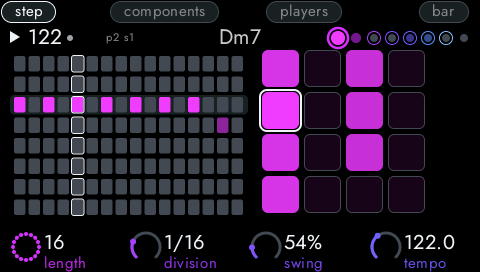 step components players bar
122 p2 s1 Dm7
16 1/16 54% 122.0
length division swing tempo